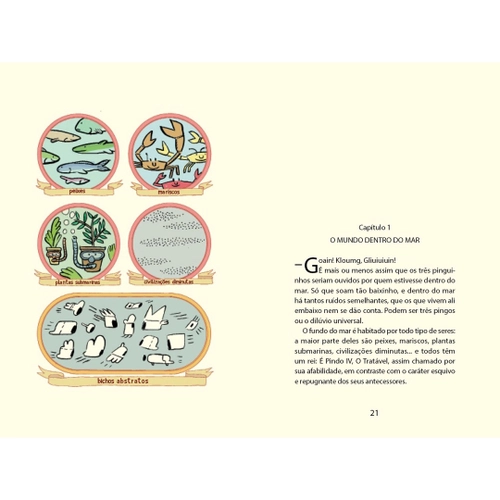 peixes
mariscos
plantas submarinas
civilizações diminutas
bichos abstratos
Capítulo 1
O MUNDO DENTRO DO MAR
– Goain! Kloumg, Gliuiuiuin!
É mais ou menos assim que os três pingui-
nhos seriam ouvidos por quem estivesse dentro do
mar. Só que soam tão baixinho, e dentro do mar
há tantos ruídos semelhantes, que os que vivem ali
embaixo nem se dão conta. Podem ser três pingos
ou o dilúvio universal.
O fundo do mar é habitado por todo tipo de seres:
a maior parte deles são peixes, mariscos, plantas
submarinas, civilizações diminutas... e todos têm
um rei: É Pindo IV, O Tratável, assim chamado por
sua afabilidade, em contraste com o caráter esquivo
e repugnante dos seus antecessores.
21